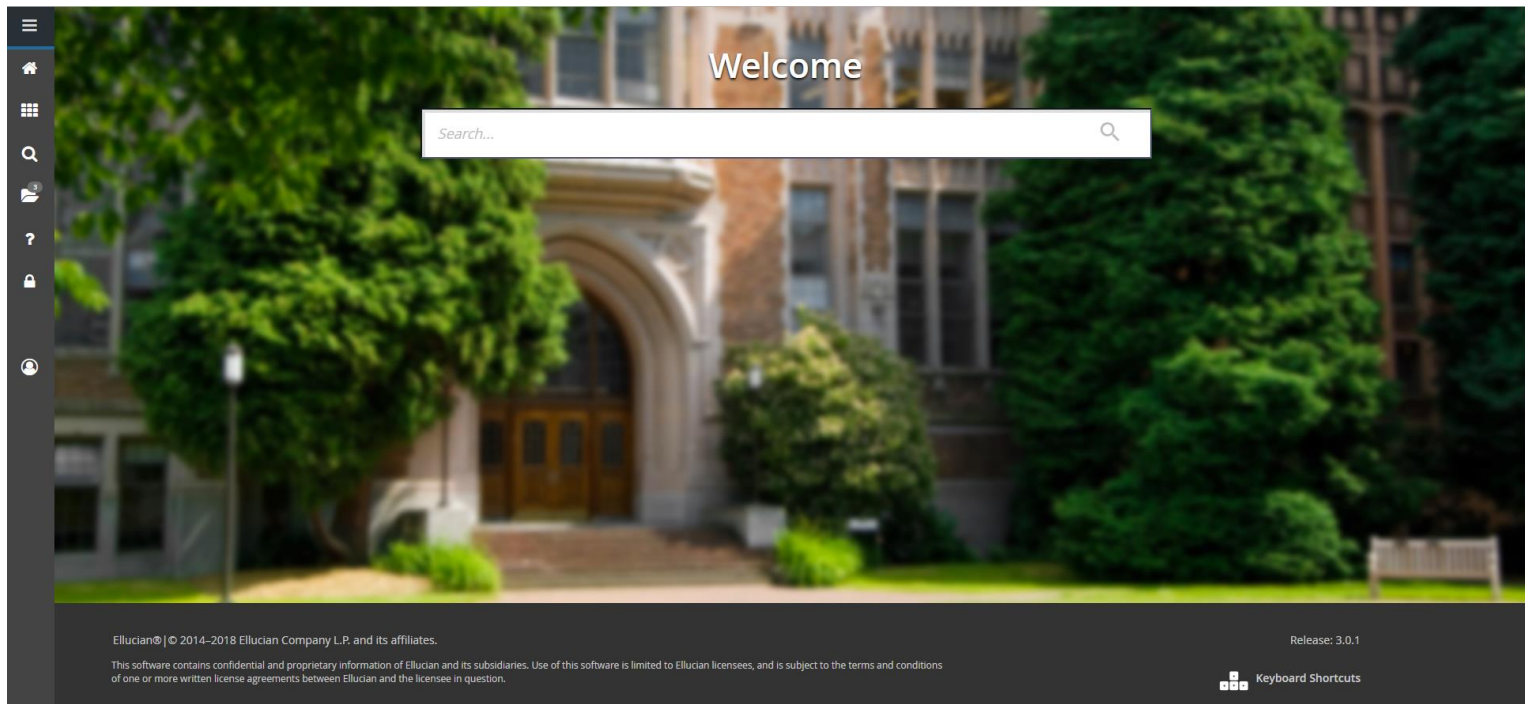 Welcome
Search...
3
?
Ellucian®|© 2014–2018 Ellucian Company L.P. and its affiliates.
Release: 3.0.1
This software contains confidential and proprietary information of Ellucian and its subsidiaries. Use of this software is limited to Ellucian licensees, and is subject to the terms and conditions
of one or more written license agreements between Ellucian and the licensee in question.
Keyboard Shortcuts